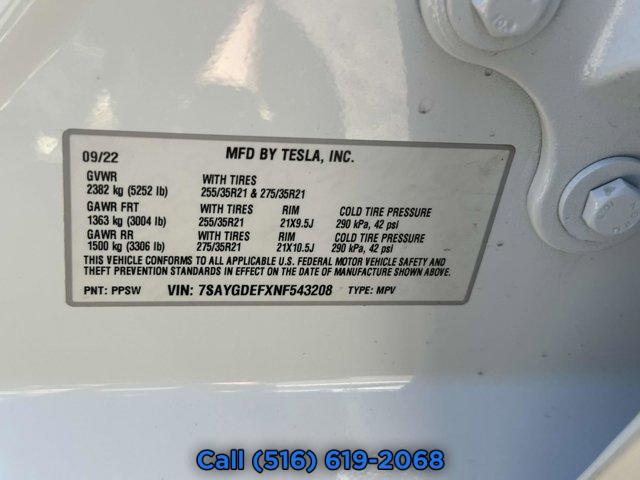 09/22 MFD BY TESLA, INC.
GVWR WITH TIRES
2382 kg (5252 lb) 255/35R21 & 275/35R21
GAWR FRT WITH TIRES RIM COLD TIRE PRESSURE
1363 kg (3004 lb) 255/35R21 21X9.5J 290 kPa, 42 psi
GAWR RR WITH TIRES RIM COLD TIRE PRESSURE
1500 kg (3306 lb) 275/35R21 21X10.5J 290 kPa, 42 psi
THIS VEHICLE CONFORMS TO ALL APPLICABLE U.S. FEDERAL MOTOR VEHICLE SAFETY AND
THEFT PREVENTION STANDARDS IN EFFECT ON THE DATE OF MANUFACTURE SHOWN ABOVE.
PNT: PPSW VIN: 7SAYGDEFXNF543208 TYPE: MPV
Call (516) 619-2068